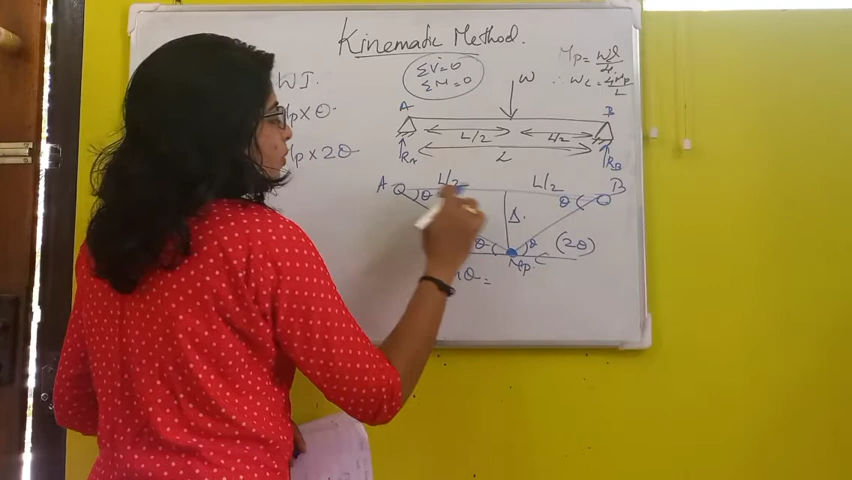 Kinematic Method.
ΣV=0
ΣM=0
Mp = WL/4
∴ Wc = 4Mp/L
W I.
p × θ
p × 2θ
W
A B
L/2 L/2
RA L RB
A L/2 L/2 B
θ θ
Δ.
θ θ (2θ)
Mp. C
θ =